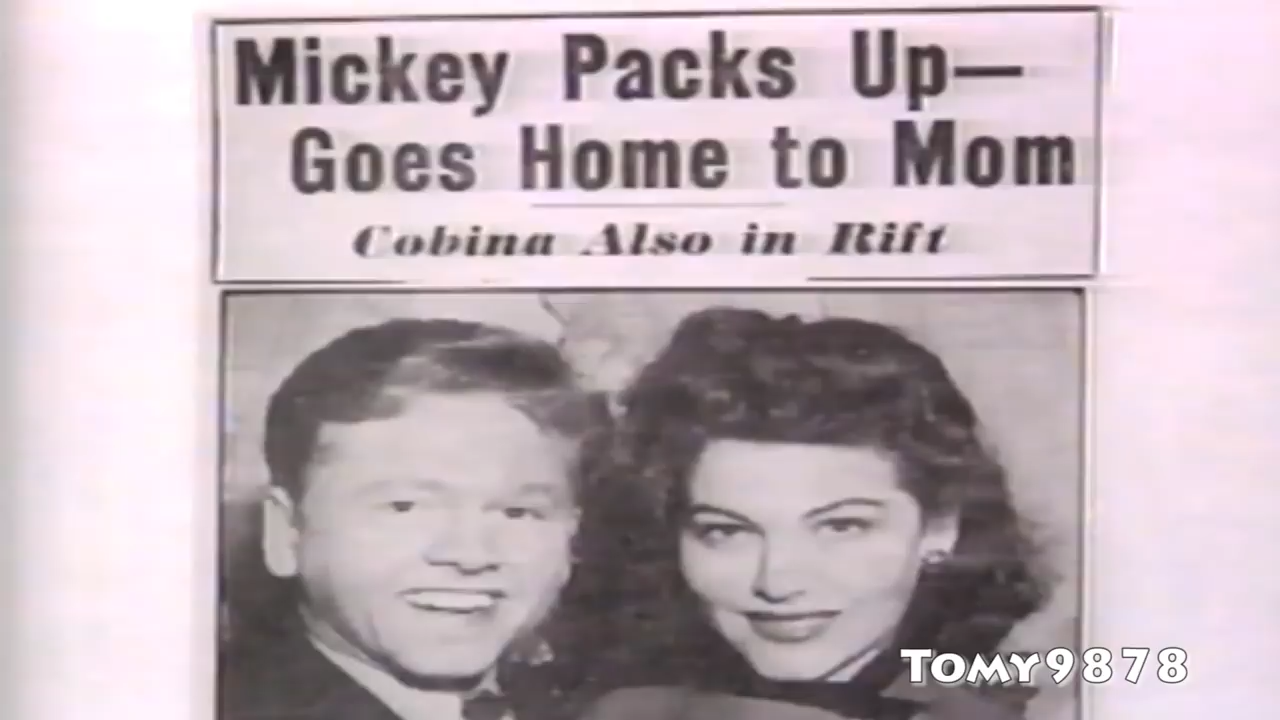 Mickey Packs Up—
Goes Home to Mom
Cobina Also in Rift
TOMY9878